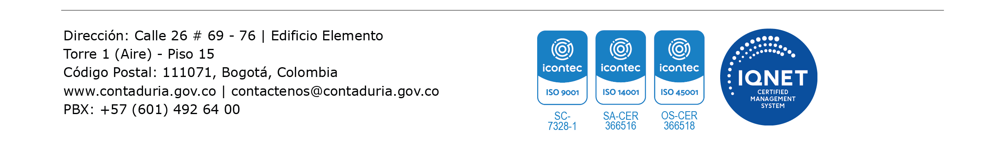 Dirección: Calle 26 # 69 - 76 | Edificio Elemento
Torre 1 (Aire) - Piso 15
Código Postal: 111071, Bogotá, Colombia
www.contaduria.gov.co | contactenos@contaduria.gov.co
PBX: +57 (601) 492 64 00
icontec
ISO 9001
SC-
7328-1
icontec
ISO 14001
SA-CER
366516
icontec
ISO 45001
OS-CER
366518
IQNET
CERTIFIED
MANAGEMENT
SYSTEM